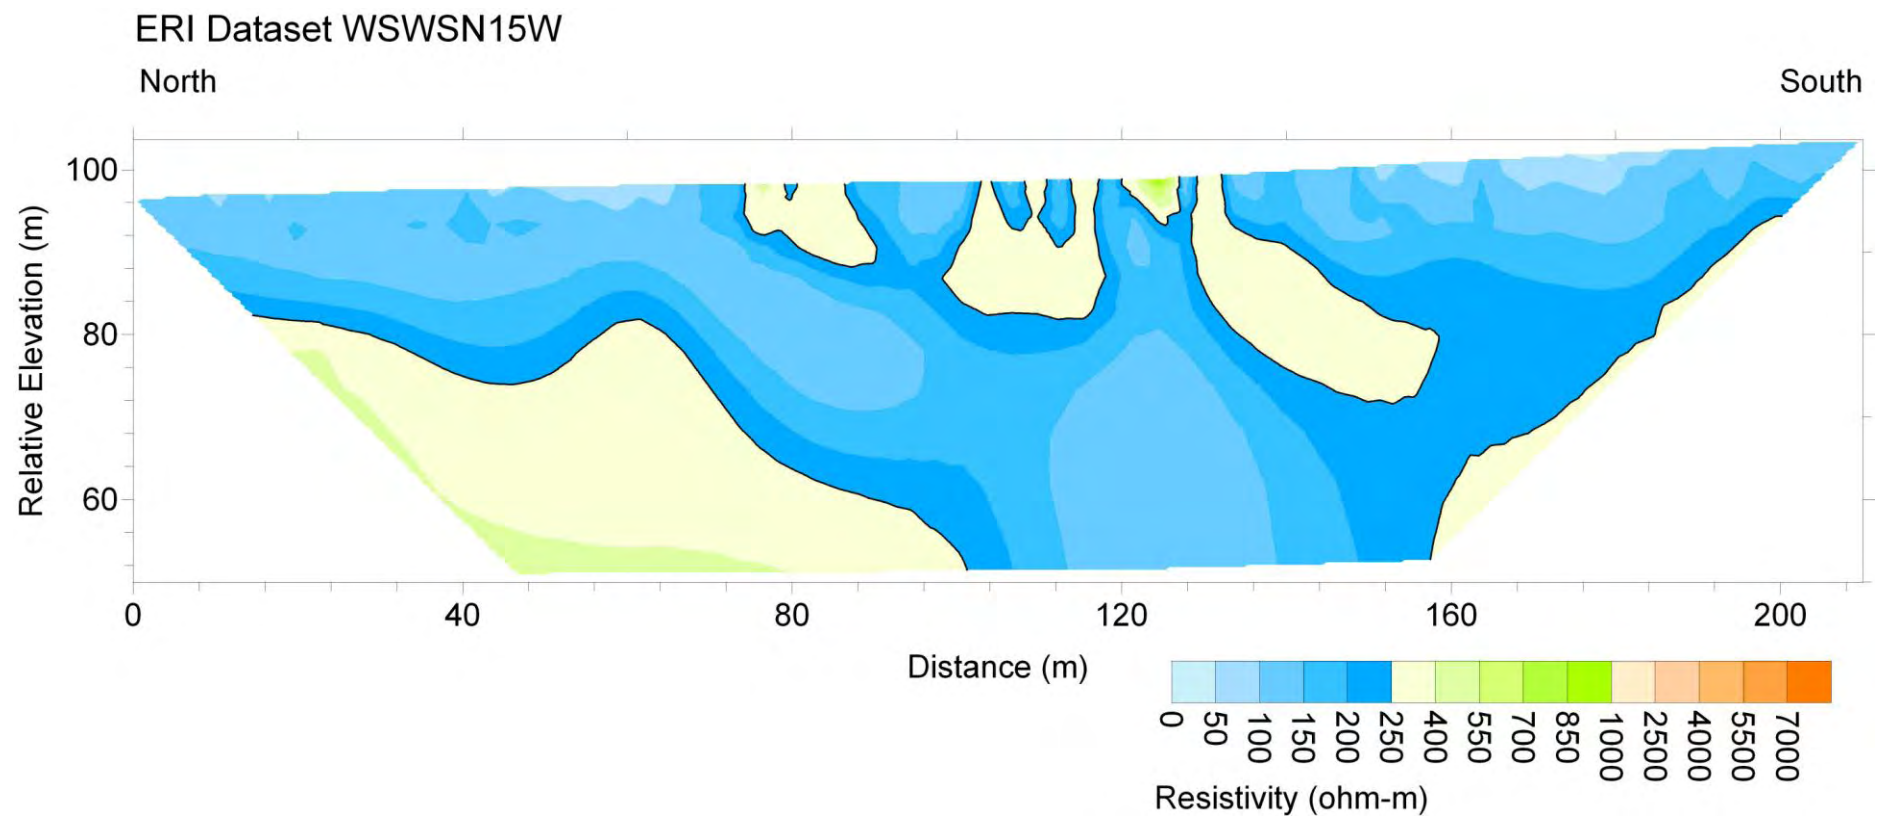 ERI Dataset WSWSN15W
North South
100
80
60
Relative Elevation (m)
0 40 80 120 160 200
Distance (m)
0 50 100 150 200 250 400 550 700 850 1000 2500 4000 5500 7000
Resistivity (ohm-m)